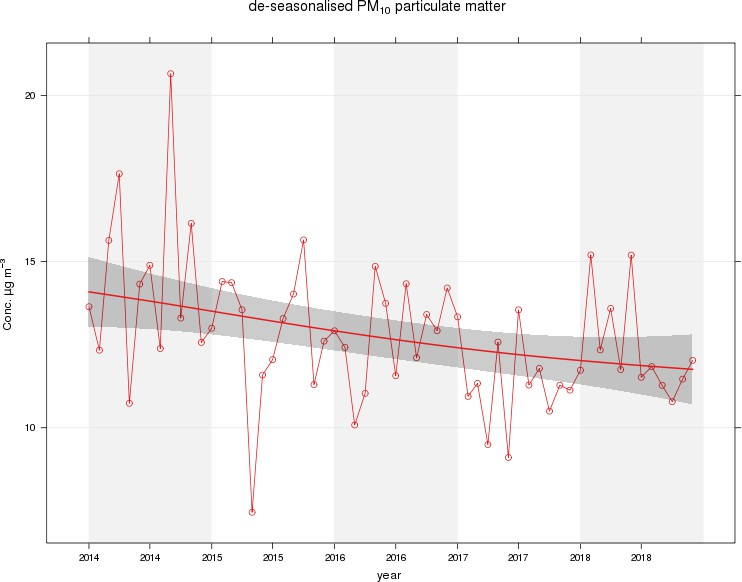 de-seasonalised PM₁₀ particulate matter
20
15
10
Conc. µg m⁻³
2014 2014 2015 2015 2016 2016 2017 2017 2018 2018
year